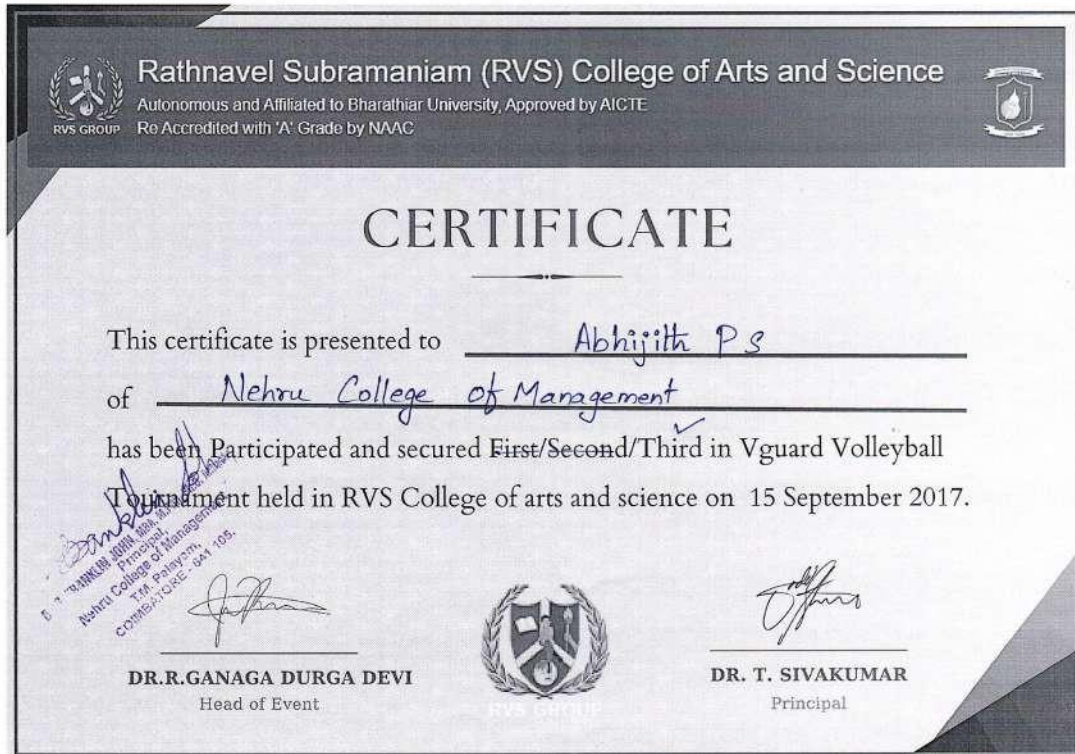 Rathnavel Subramaniam (RVS) College of Arts and Science
Autonomous and Affiliated to Bharathiar University, Approved by AICTE
RVS GROUP Re Accredited with 'A' Grade by NAAC
CERTIFICATE
This certificate is presented to Abhijith P S
of Nehru College of Management
has been Participated and secured First/Second/Third in Vguard Volleyball
Tournament held in RVS College of arts and science on 15 September 2017.
JOHN, MBA,
Principal,
Nehru College of Management
T.M. Palayam,
COIMBATORE - 641 105.
DR.R.GANAGA DURGA DEVI
Head of Event
RVS GROUP
DR. T. SIVAKUMAR
Principal